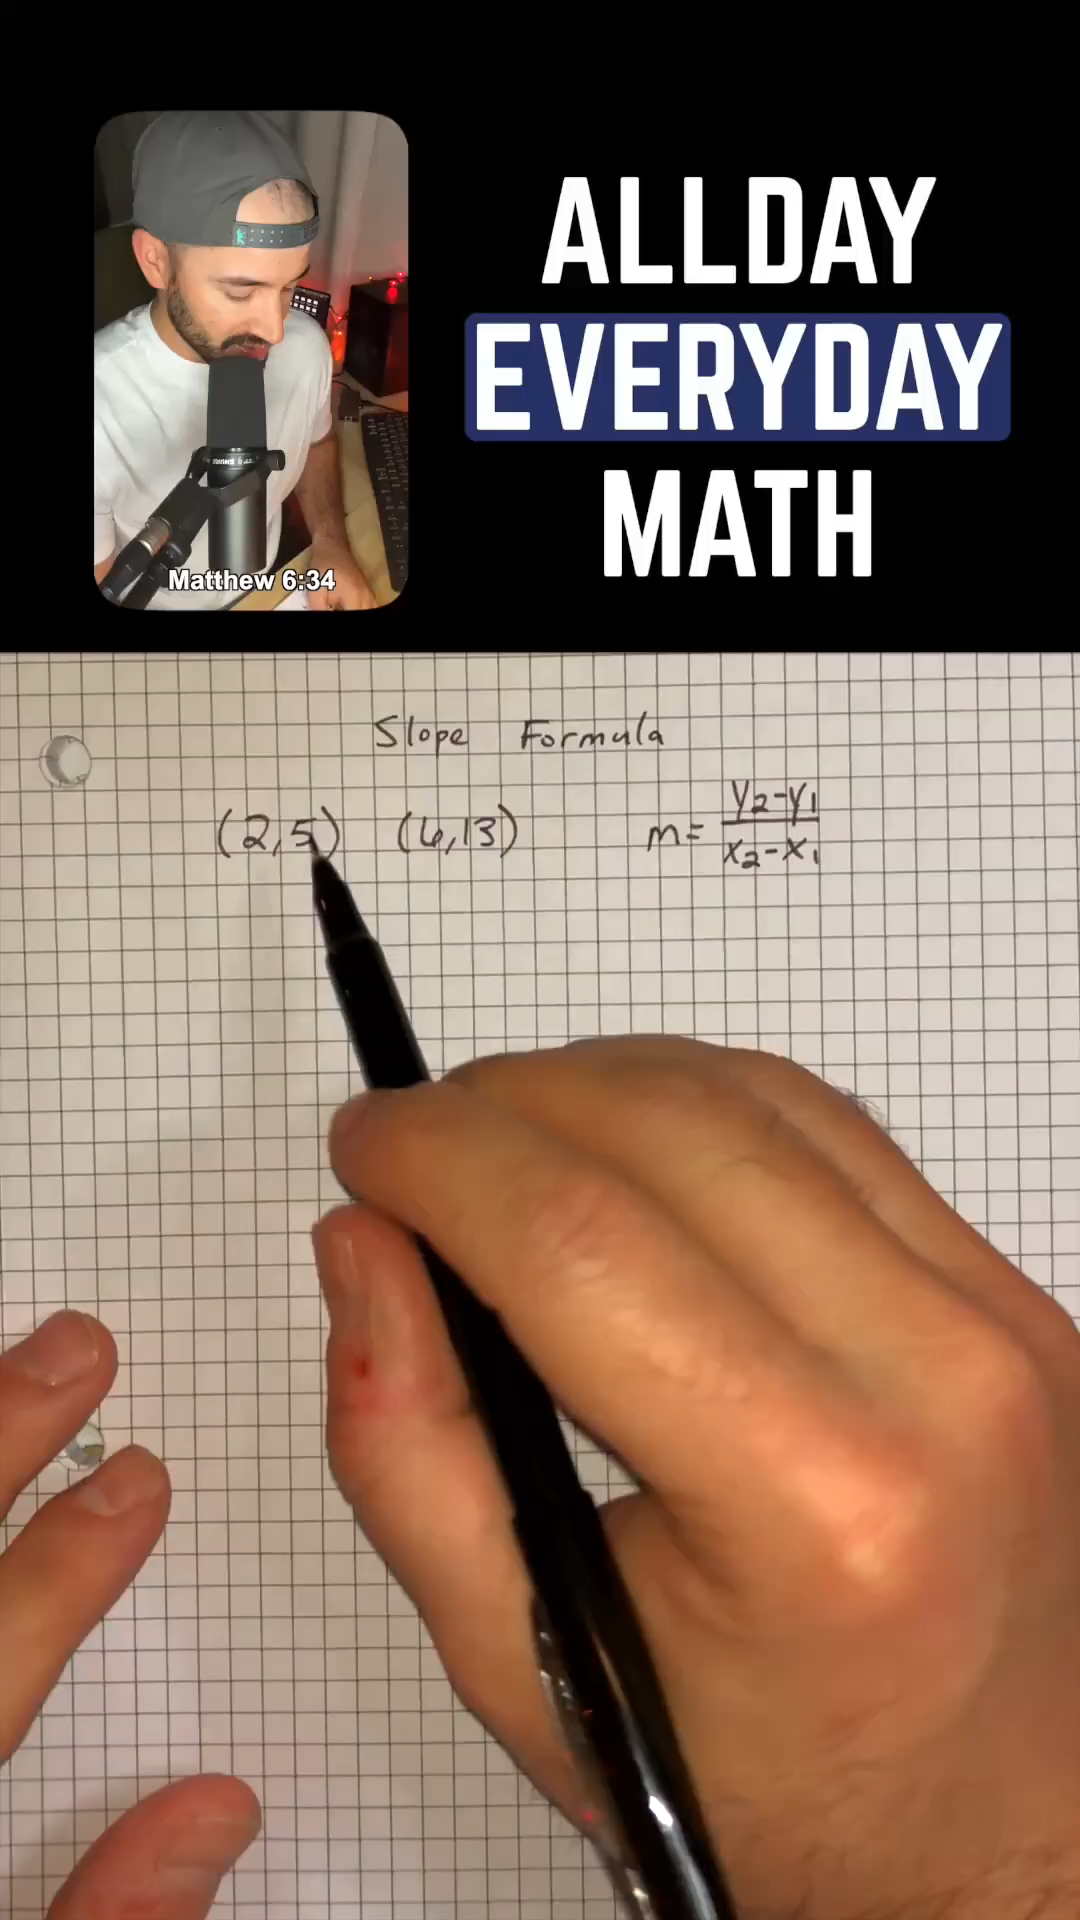 ALLDAY
EVERYDAY
MATH
Matthew 6:34
Slope Formula
(2,5) (6,13) m= y₂-y₁
x₂-x₁